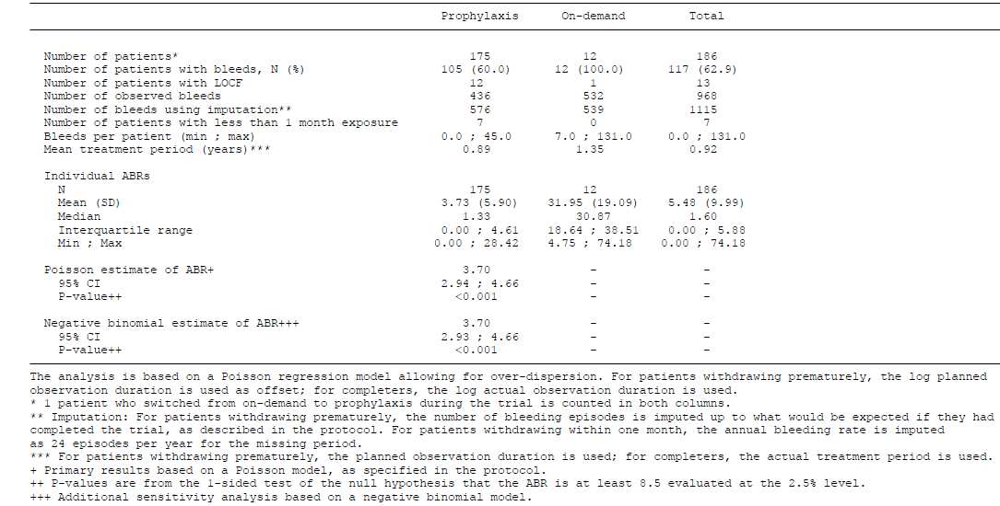 Prophylaxis On-demand Total
Number of patients* 175 12 186
Number of patients with bleeds, N (%) 105 (60.0) 12 (100.0) 117 (62.9)
Number of patients with LOCF 12 1 13
Number of observed bleeds 436 532 968
Number of bleeds using imputation** 576 539 1115
Number of patients with less than 1 month exposure 7 0 7
Bleeds per patient (min ; max) 0.0 ; 45.0 7.0 ; 131.0 0.0 ; 131.0
Mean treatment period (years)*** 0.89 1.35 0.92
Individual ABRs
N 175 12 186
Mean (SD) 3.73 (5.90) 31.95 (19.09) 5.48 (9.99)
Median 1.33 30.87 1.60
Interquartile range 0.00 ; 4.61 18.64 ; 38.51 0.00 ; 5.88
Min ; Max 0.00 ; 28.42 4.75 ; 74.18 0.00 ; 74.18
Poisson estimate of ABR+ 3.70 - -
95% CI 2.94 ; 4.66 - -
P-value++ <0.001 - -
Negative binomial estimate of ABR+++ 3.70 - -
95% CI 2.93 ; 4.66 - -
P-value++ <0.001 - -
The analysis is based on a Poisson regression model allowing for over-dispersion. For patients withdrawing prematurely, the log planned
observation duration is used as offset; for completers, the log actual observation duration is used.
* 1 patient who switched from on-demand to prophylaxis during the trial is counted in both columns.
** Imputation: For patients withdrawing prematurely, the number of bleeding episodes is imputed up to what would be expected if they had
completed the trial, as described in the protocol. For patients withdrawing within one month, the annual bleeding rate is imputed
as 24 episodes per year for the missing period.
*** For patients withdrawing prematurely, the planned observation duration is used; for completers, the actual treatment period is used.
+ Primary results based on a Poisson model, as specified in the protocol.
++ P-values are from the 1-sided test of the null hypothesis that the ABR is at least 8.5 evaluated at the 2.5% level.
+++ Additional sensitivity analysis based on a negative binomial model.